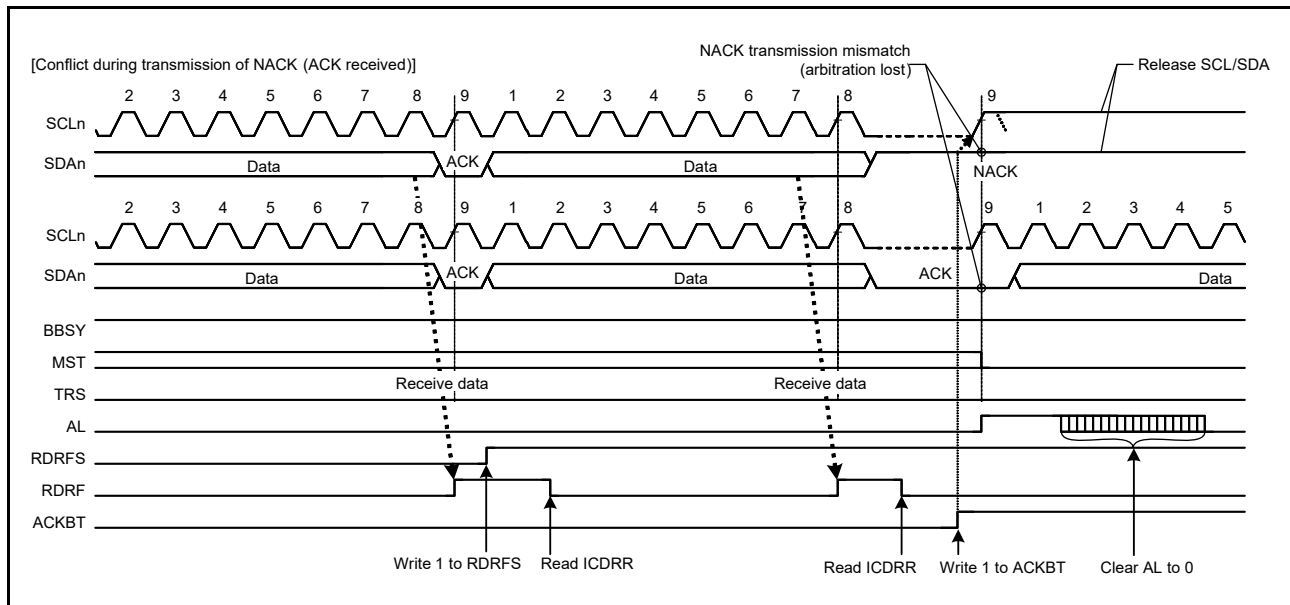 NACK transmission mismatch
(arbitration lost)
[Conflict during transmission of NACK (ACK received)]
Release SCL/SDA
2 3 4 5 6 7 8 9 1 2 3 4 5 6 7 8 9
SCLn
SDAn Data ACK Data NACK
2 3 4 5 6 7 8 9 1 2 3 4 5 6 7 8 9 1 2 3 4 5
SCLn
SDAn Data ACK Data ACK Data
BBSY
MST
Receive data Receive data
TRS
AL
RDRFS
RDRF
ACKBT
Write 1 to RDRFS Read ICDRR Read ICDRR Write 1 to ACKBT Clear AL to 0